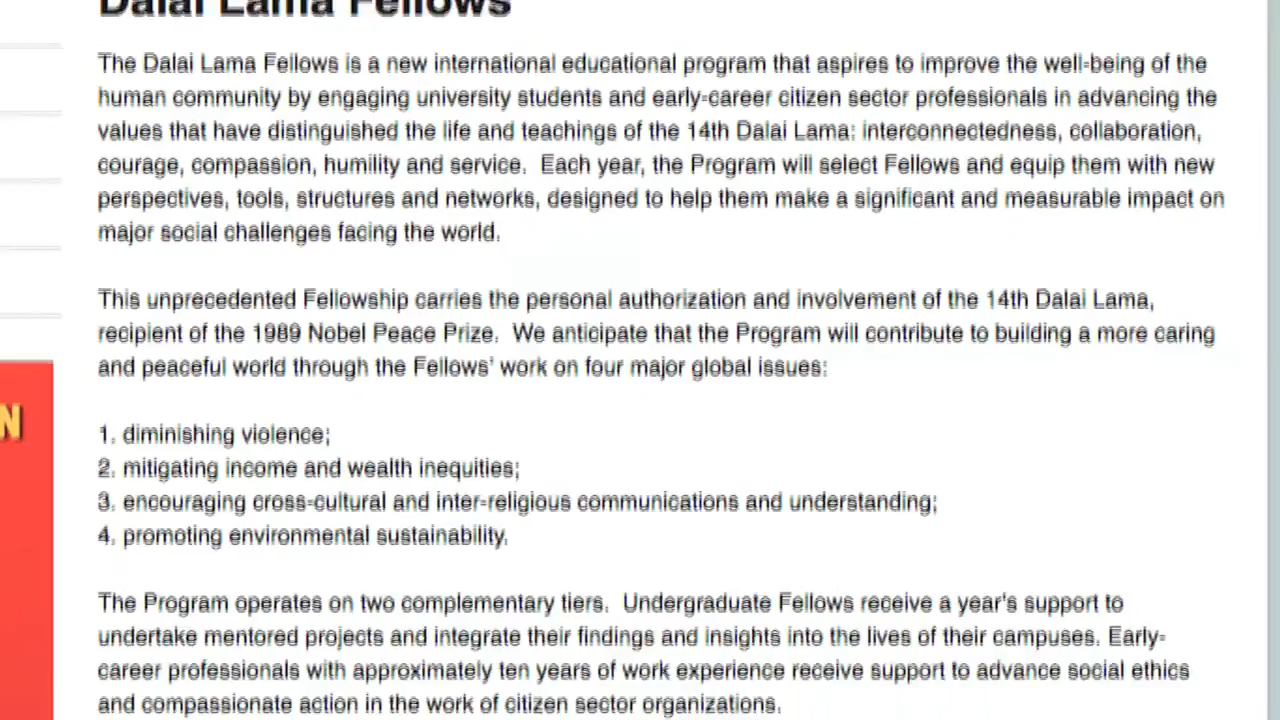 Dalai Lama Fellows
The Dalai Lama Fellows is a new international educational program that aspires to improve the well-being of the
human community by engaging university students and early-career citizen sector professionals in advancing the
values that have distinguished the life and teachings of the 14th Dalai Lama: interconnectedness, collaboration,
courage, compassion, humility and service.  Each year, the Program will select Fellows and equip them with new
perspectives, tools, structures and networks, designed to help them make a significant and measurable impact on
major social challenges facing the world.
This unprecedented Fellowship carries the personal authorization and involvement of the 14th Dalai Lama,
recipient of the 1989 Nobel Peace Prize.  We anticipate that the Program will contribute to building a more caring
and peaceful world through the Fellows' work on four major global issues:
N
1. diminishing violence;
2. mitigating income and wealth inequities;
3. encouraging cross-cultural and inter-religious communications and understanding;
4. promoting environmental sustainability.
The Program operates on two complementary tiers.  Undergraduate Fellows receive a year's support to
undertake mentored projects and integrate their findings and insights into the lives of their campuses. Early-
career professionals with approximately ten years of work experience receive support to advance social ethics
and compassionate action in the work of citizen sector organizations.